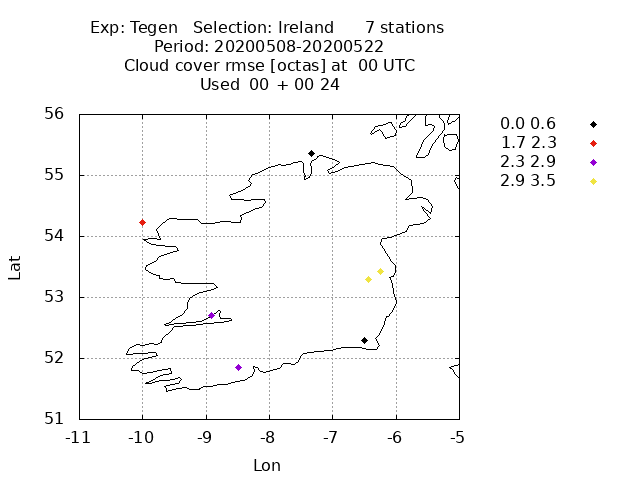 Exp: Tegen Selection: Ireland 7 stations
Period: 20200508-20200522
Cloud cover rmse [octas] at 00 UTC
Used 00 + 00 24
56
55
54
53
52
51
-11 -10 -9 -8 -7 -6 -5
Lat
Lon
0.0 0.6
1.7 2.3
2.3 2.9
2.9 3.5